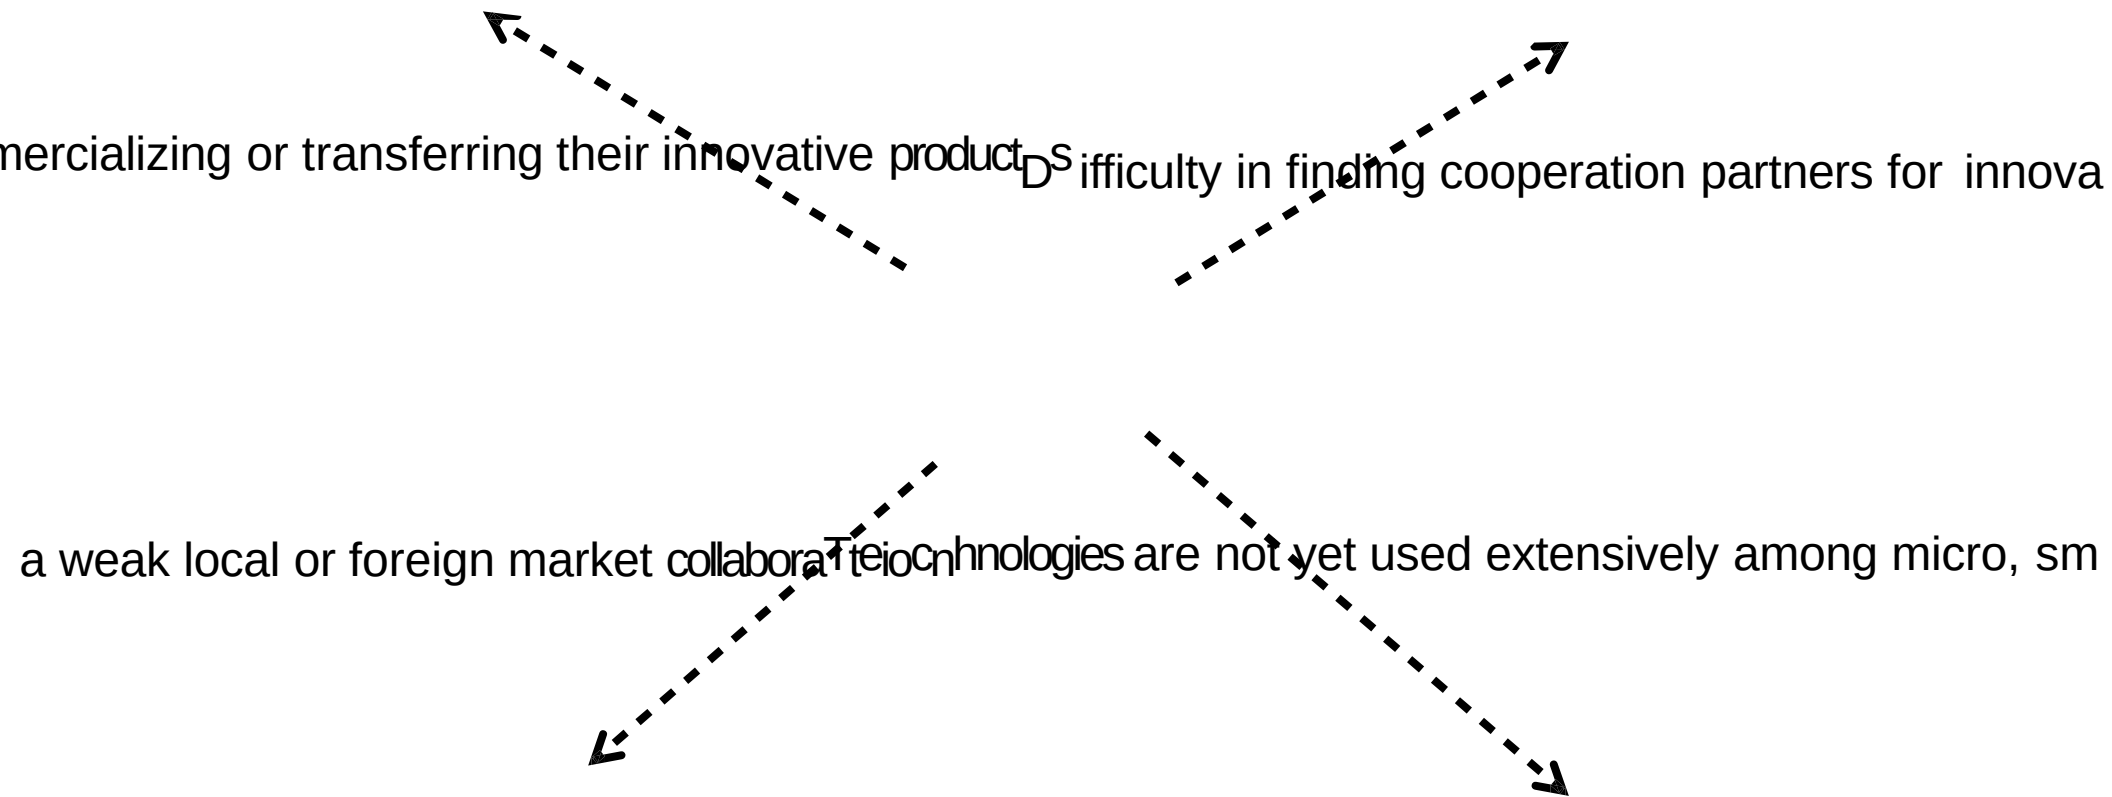 mercializing or transferring their innovative products Difficulty in finding cooperation partners for innova
a weak local or foreign market collaboration Technologies are not yet used extensively among micro, sm